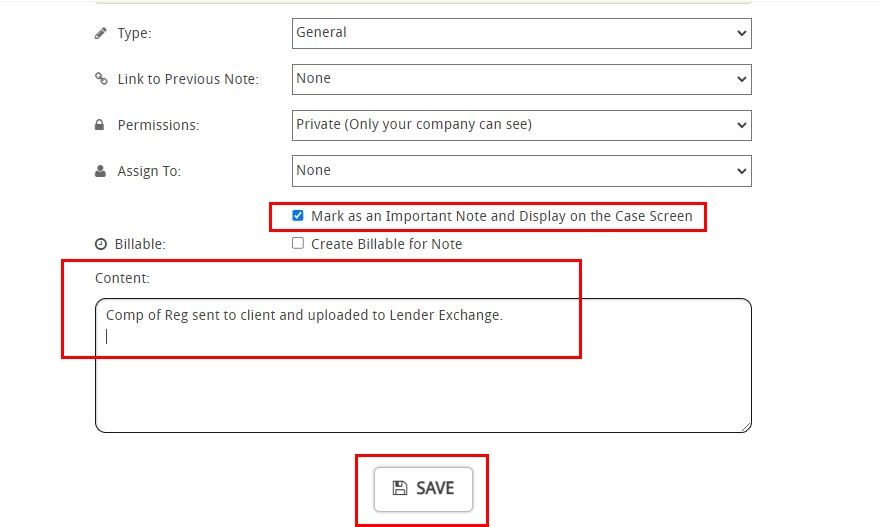 Type: General
Link to Previous Note: None
Permissions: Private (Only your company can see)
Assign To: None
Mark as an Important Note and Display on the Case Screen
Billable: Create Billable for Note
Content:
Comp of Reg sent to client and uploaded to Lender Exchange.
SAVE